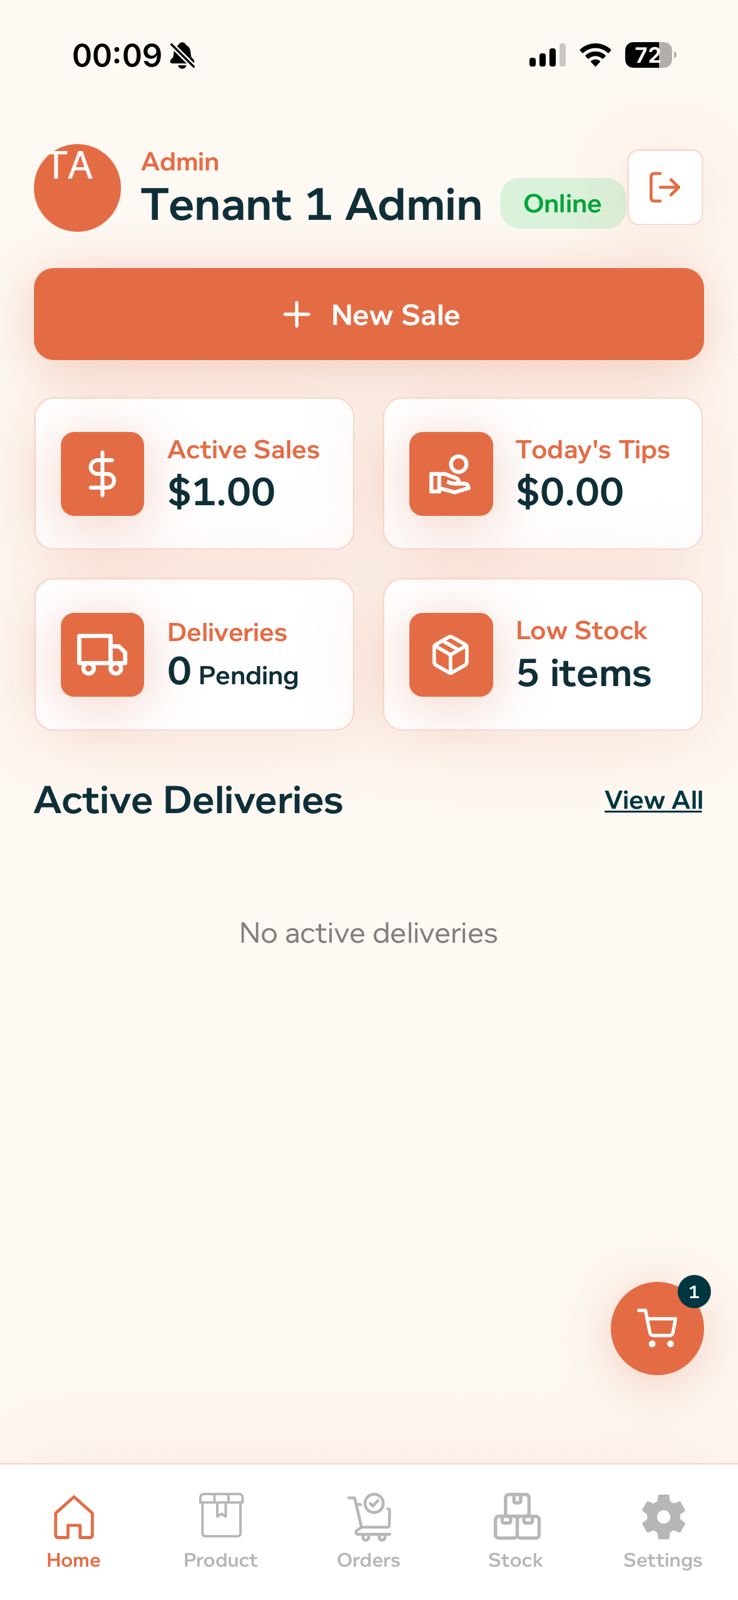 00:09
72
TA
Admin
Tenant 1 Admin
Online
New Sale
Active Sales
$1.00
Today's Tips
$0.00
Deliveries
0 Pending
Low Stock
5 items
Active Deliveries
View All
No active deliveries
1
Home
Product
Orders
Stock
Settings